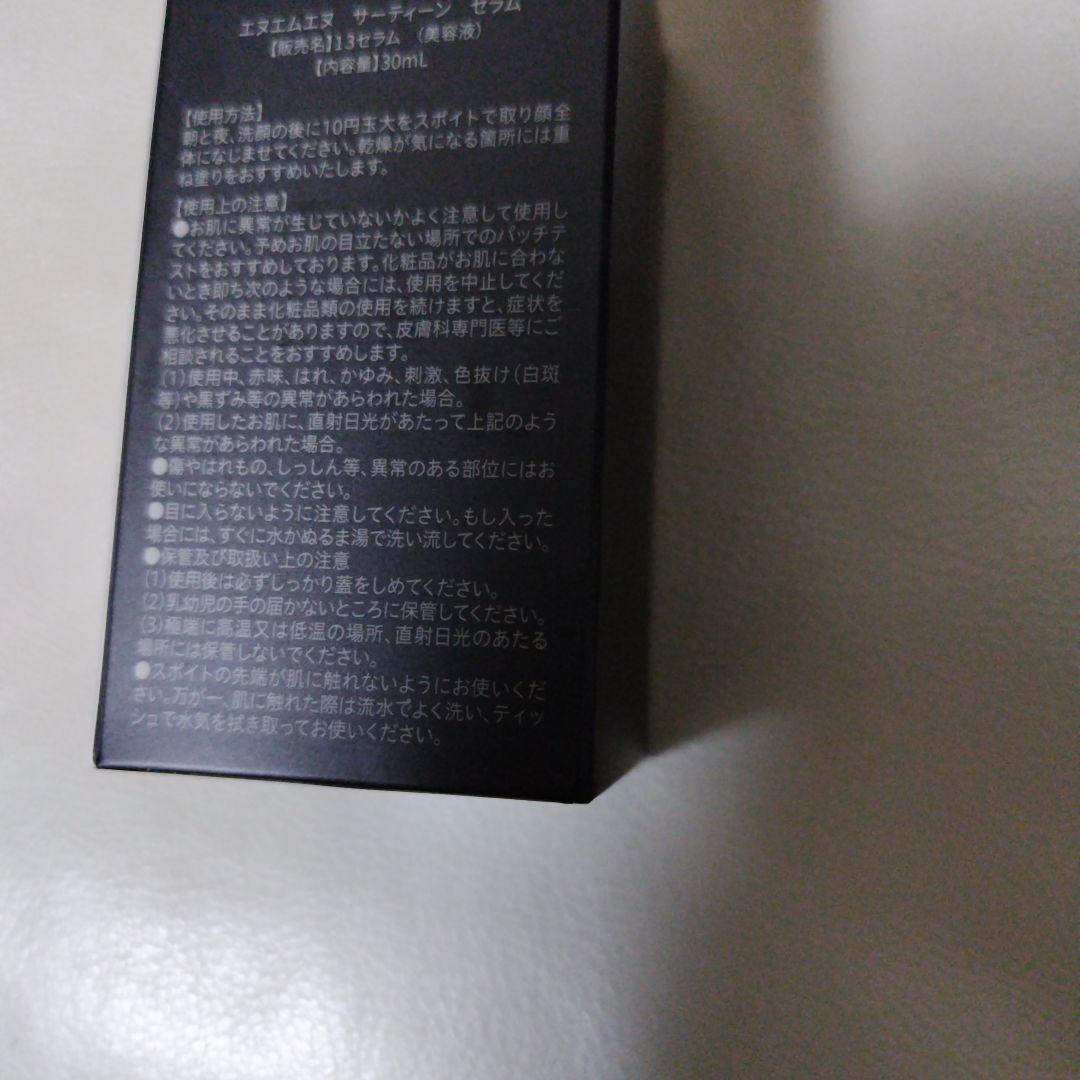 エヌエムエヌ サーティーン セラム
【販売名】13セラム (美容液)
【内容量】30mL
【使用方法】
朝と夜、洗顔の後に10円玉大をスポイトで取り顔全
体になじませてください。乾燥が気になる箇所には重
ね塗りをおすすめいたします。
【使用上の注意】
●お肌に異常が生じていないかよく注意して使用し
てください。予めお肌の目立たない場所でのパッチテ
ストをおすすめしております。化粧品がお肌に合わな
いとき即ち次のような場合には、使用を中止してくだ
さい。そのまま化粧品類の使用を続けますと、症状を
悪化させることがありますので、皮膚科専門医等にご
相談されることをおすすめします。
(1)使用中、赤味、はれ、かゆみ、刺激、色抜け(白斑
等)や黒ずみ等の異常があらわれた場合。
(2)使用したお肌に、直射日光があたって上記のよう
な異常があらわれた場合。
●傷やはれもの、しっしん等、異常のある部位にはお
使いにならないでください。
●目に入らないように注意してください。もし入った
場合には、すぐに水かぬるま湯で洗い流してください。
●保管及び取扱い上の注意
(1)使用後は必ずしっかり蓋をしめてください。
(2)乳幼児の手の届かないところに保管してください。
(3)極端に高温又は低温の場所、直射日光のあたる
場所には保管しないでください。
●スポイトの先端が肌に触れないようにお使いくだ
さい。万が一、肌に触れた際は流水でよく洗い、ティッ
シュで水気を拭き取ってお使いください。